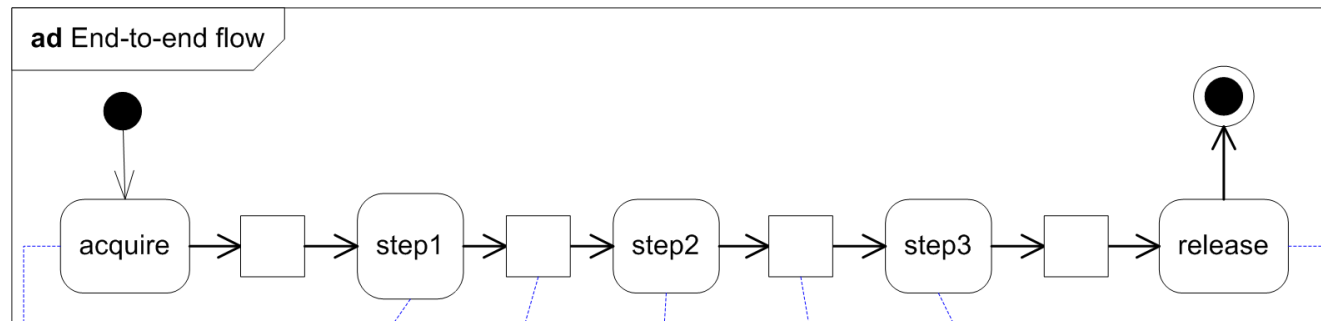 ad End-to-end flow
acquire
step1
step2
step3
release